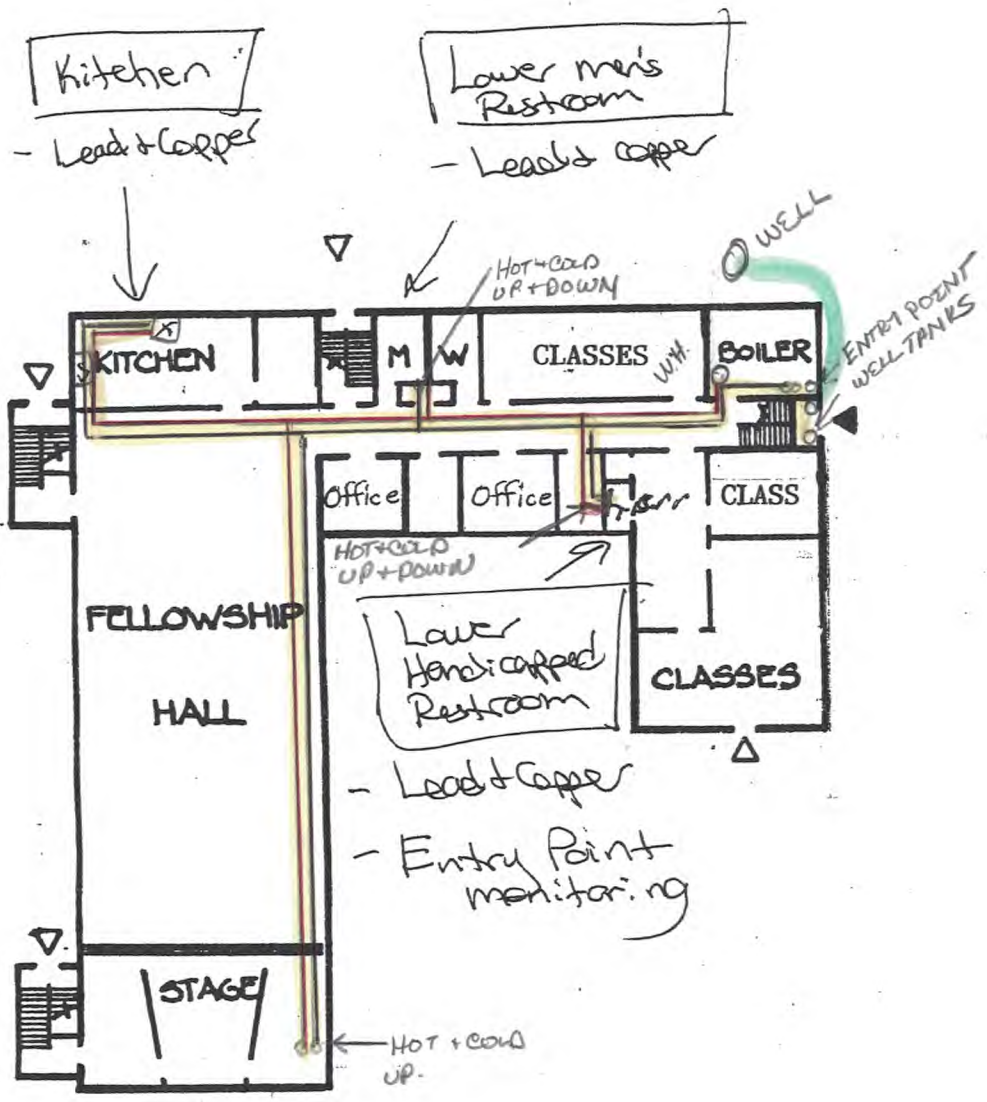 Kitchen
- Lead & Copper
Lower men's
Restroom
- Lead & copper
WELL
HOT & COLD
UP & DOWN
ENTRY POINT
WELL TANKS
KITCHEN
M
W
CLASSES
W.H.
BOILER
Office
Office
CLASS
HOT & COLD
UP & DOWN
FELLOWSHIP
HALL
Lower
Handicapped
Restroom
CLASSES
- Lead & Copper
- Entry Point
monitoring
STAGE
HOT & COLD
UP.